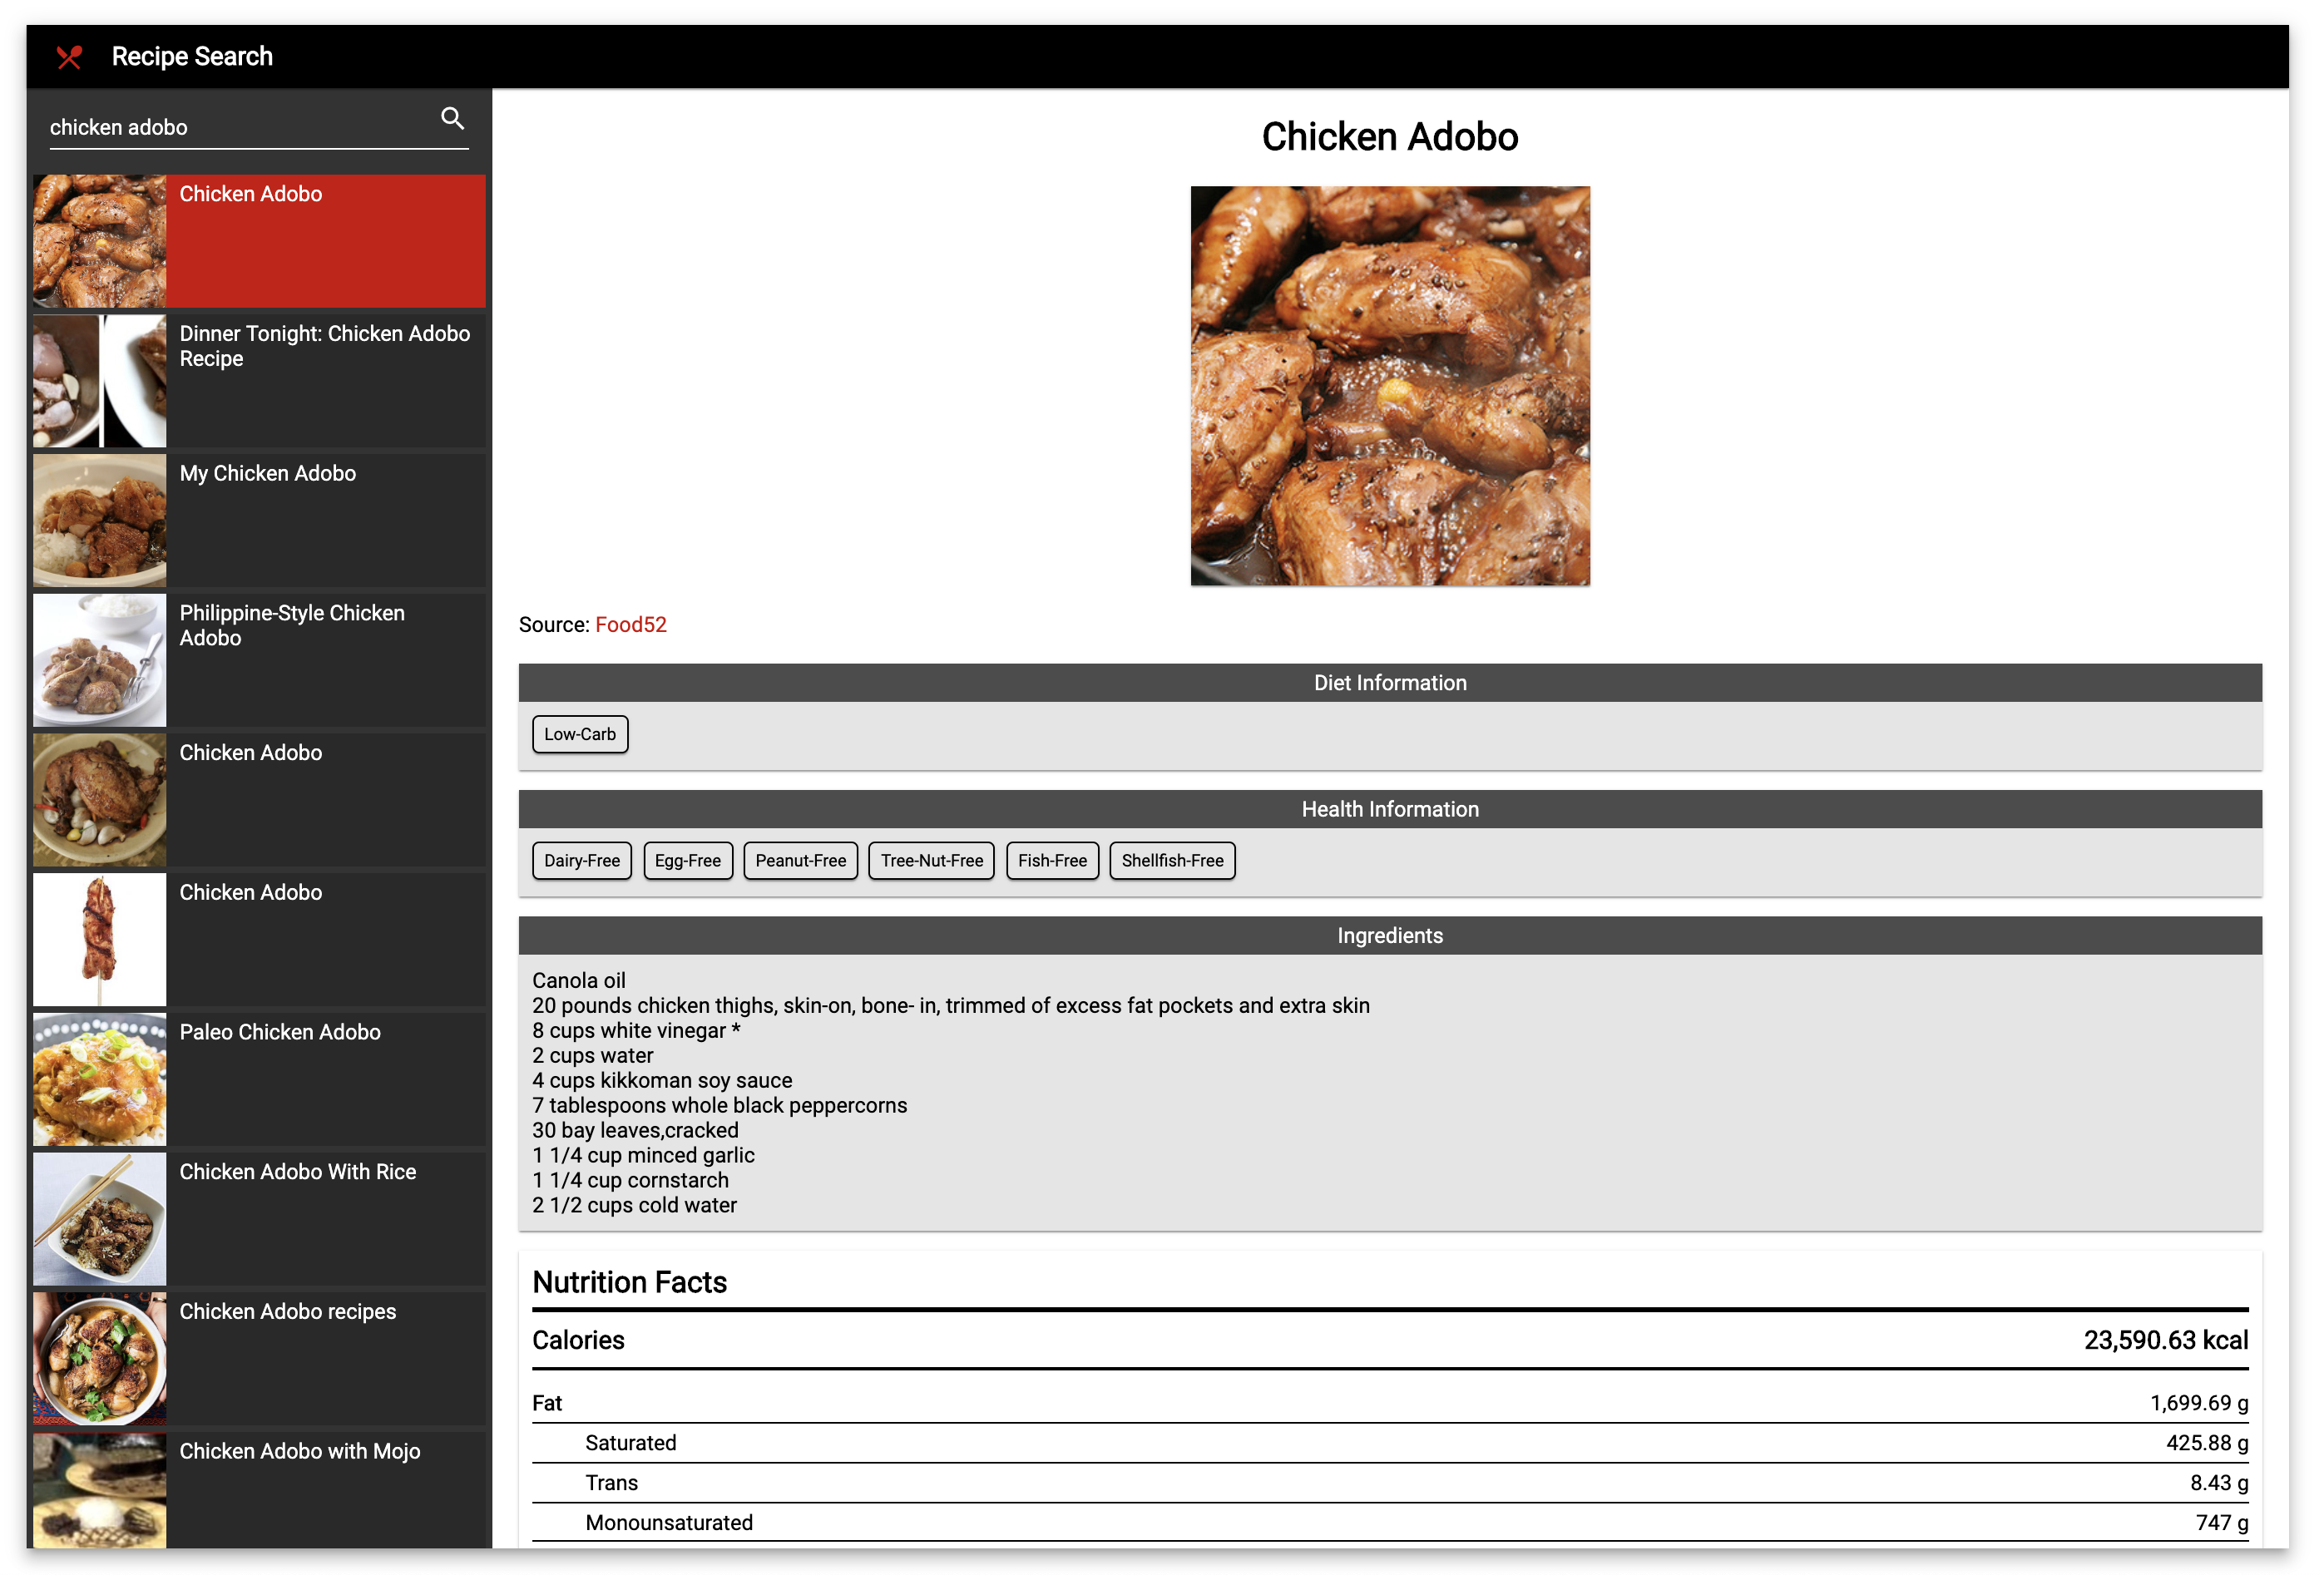 Recipe Search
chicken adobo
Chicken Adobo
Dinner Tonight: Chicken Adobo
Recipe
My Chicken Adobo
Philippine-Style Chicken
Adobo
Chicken Adobo
Chicken Adobo
Paleo Chicken Adobo
Chicken Adobo With Rice
Chicken Adobo recipes
Chicken Adobo with Mojo
Chicken Adobo
Source: Food52
Diet Information
Low-Carb
Health Information
Dairy-Free Egg-Free Peanut-Free Tree-Nut-Free Fish-Free Shellfish-Free
Ingredients
Canola oil
20 pounds chicken thighs, skin-on, bone- in, trimmed of excess fat pockets and extra skin
8 cups white vinegar *
2 cups water
4 cups kikkoman soy sauce
7 tablespoons whole black peppercorns
30 bay leaves,cracked
1 1/4 cup minced garlic
1 1/4 cup cornstarch
2 1/2 cups cold water
Nutrition Facts
Calories 23,590.63 kcal
Fat 1,699.69 g
Saturated 425.88 g
Trans 8.43 g
Monounsaturated 747 g